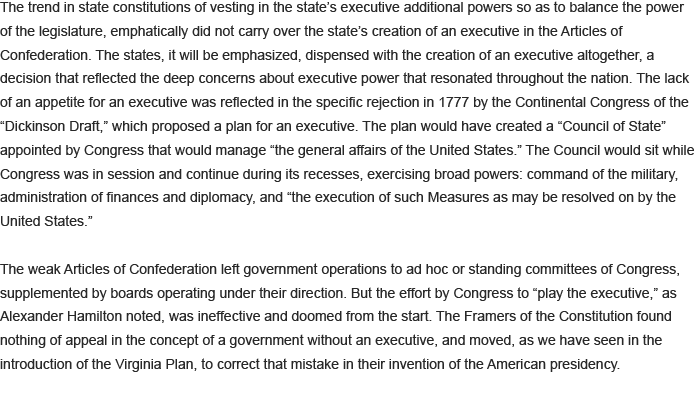 The trend in state constitutions of vesting in the state’s executive additional powers so as to balance the power
of the legislature, emphatically did not carry over the state’s creation of an executive in the Articles of
Confederation. The states, it will be emphasized, dispensed with the creation of an executive altogether, a
decision that reflected the deep concerns about executive power that resonated throughout the nation. The lack
of an appetite for an executive was reflected in the specific rejection in 1777 by the Continental Congress of the
“Dickinson Draft,” which proposed a plan for an executive. The plan would have created a “Council of State”
appointed by Congress that would manage “the general affairs of the United States.” The Council would sit while
Congress was in session and continue during its recesses, exercising broad powers: command of the military,
administration of finances and diplomacy, and “the execution of such Measures as may be resolved on by the
United States.”

The weak Articles of Confederation left government operations to ad hoc or standing committees of Congress,
supplemented by boards operating under their direction. But the effort by Congress to “play the executive,” as
Alexander Hamilton noted, was ineffective and doomed from the start. The Framers of the Constitution found
nothing of appeal in the concept of a government without an executive, and moved, as we have seen in the
introduction of the Virginia Plan, to correct that mistake in their invention of the American presidency.